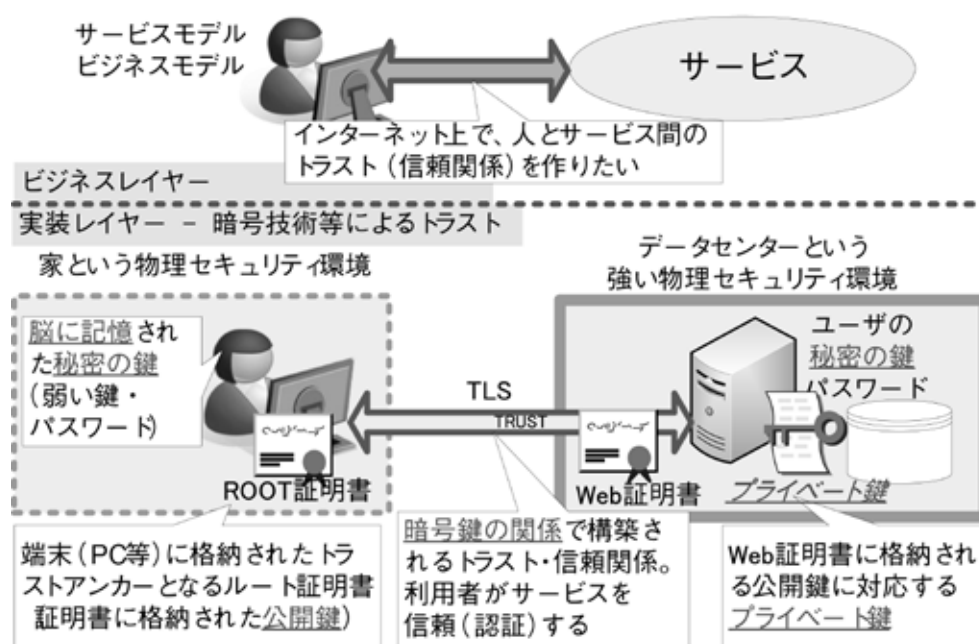 サービスモデル
ビジネスモデル
サービス
インターネット上で、人とサービス間の
トラスト（信頼関係）を作りたい
ビジネスレイヤー
実装レイヤー － 暗号技術等によるトラスト
家という物理セキュリティ環境
データセンターという
強い物理セキュリティ環境
脳に記憶され
た秘密の鍵
（弱い鍵・
パスワード）
ユーザの
秘密の鍵
パスワード
TLS
TRUST
ROOT証明書
Web証明書
プライベート鍵
端末（PC等）に格納されたトラ
ストアンカーとなるルート証明書
証明書に格納された公開鍵）
暗号鍵の関係で構築さ
れるトラスト・信頼関係。
利用者がサービスを
信頼（認証）する
Web証明書に格納され
る公開鍵に対応する
プライベート鍵